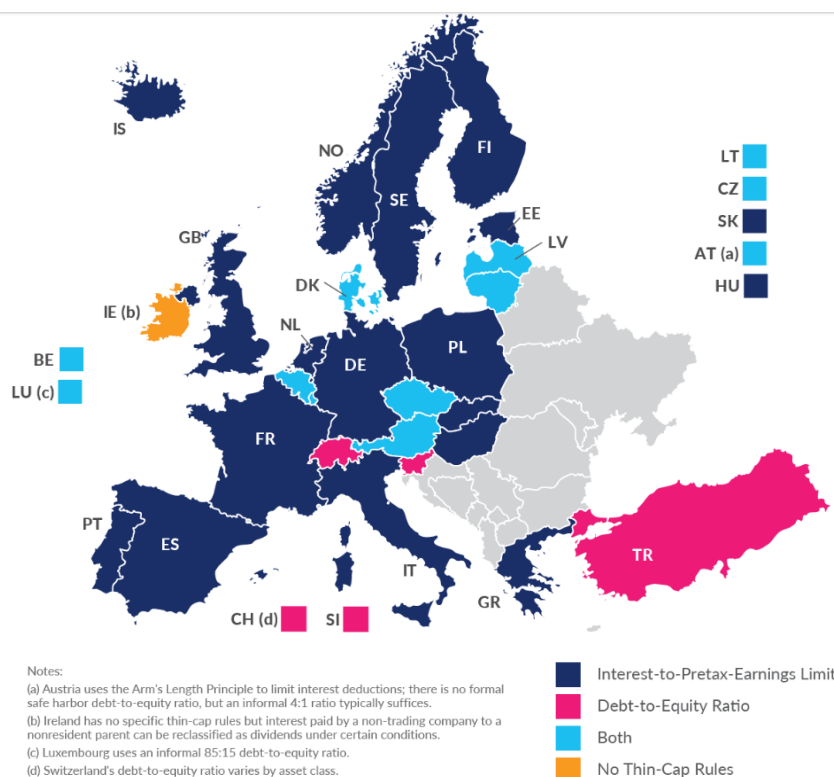 IS
NO
FI
SE
LT
CZ
EE
SK
GB
LV
AT (a)
DK
HU
IE (b)
NL
PL
BE
DE
LU (c)
FR
PT
ES
TR
IT
GR
CH (d)
SI
Notes:
(a) Austria uses the Arm's Length Principle to limit interest deductions; there is no formal
safe harbor debt-to-equity ratio, but an informal 4:1 ratio typically suffices.
(b) Ireland has no specific thin-cap rules but interest paid by a non-trading company to a
nonresident parent can be reclassified as dividends under certain conditions.
(c) Luxembourg uses an informal 85:15 debt-to-equity ratio.
(d) Switzerland's debt-to-equity ratio varies by asset class.
Interest-to-Pretax-Earnings Limit
Debt-to-Equity Ratio
Both
No Thin-Cap Rules